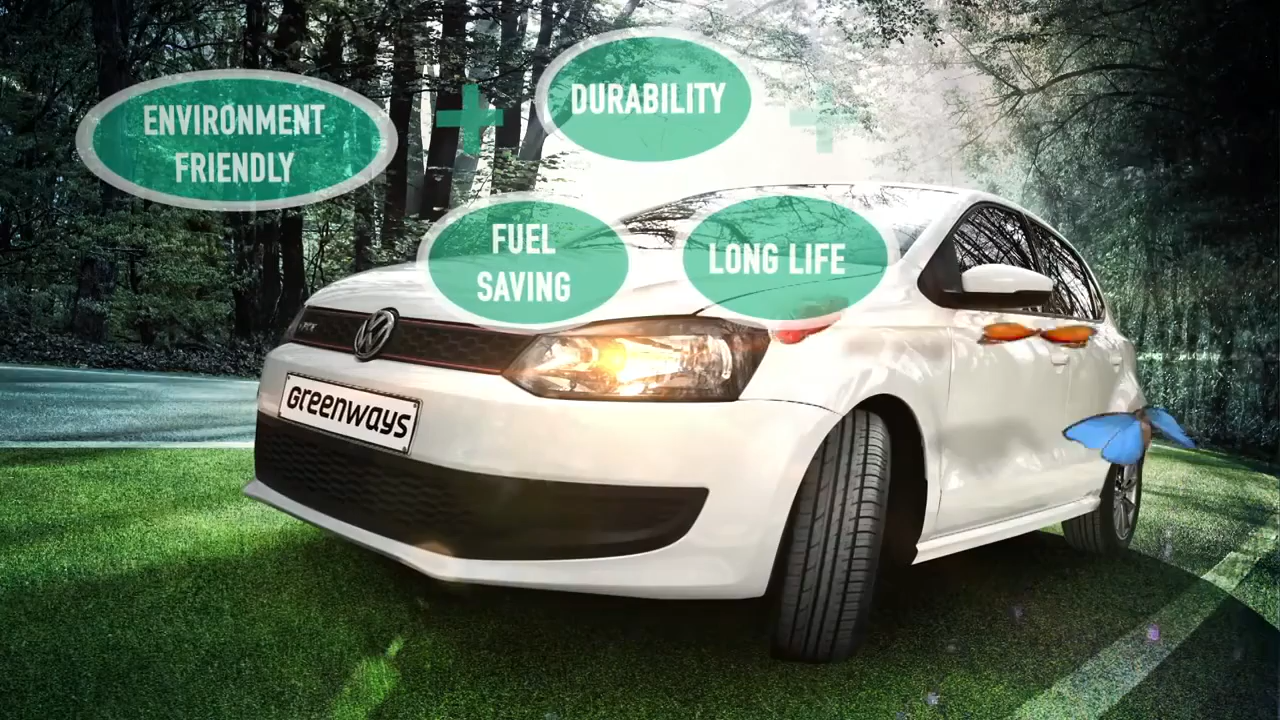 ENVIRONMENT
FRIENDLY
DURABILITY
FUEL
SAVING
LONG LIFE
greenways